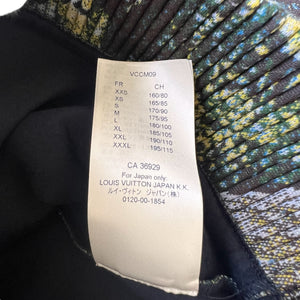 VCCM09
FR CH
XXS 160/80
XS 165/85
S 170/90
M 175/95
L 180/100
XL 185/105
XXL 190/110
XXXL 195/115
CA 36929
For Japan only:
LOUIS VUITTON JAPAN K.K.
ルイ・ヴィトン ジャパン(株)
0120-00-1854